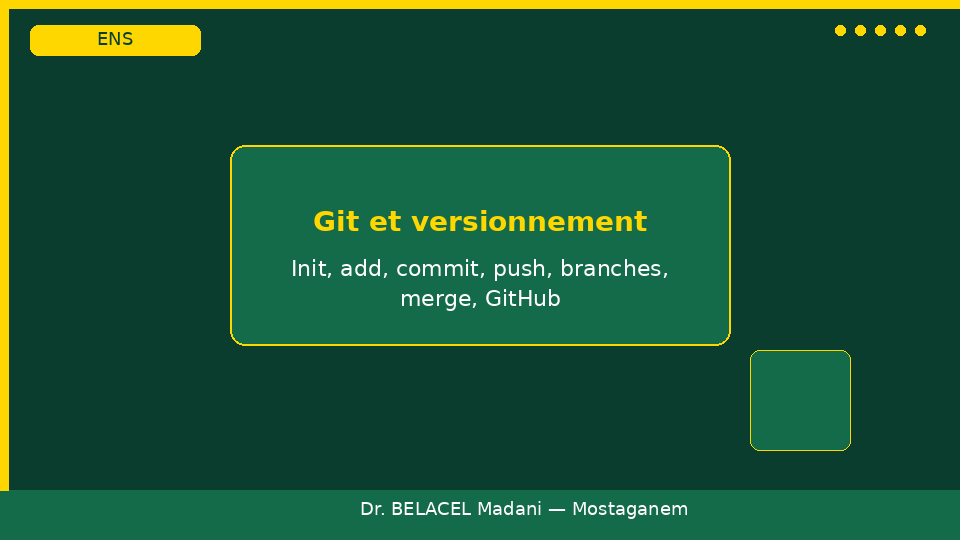 ENS
Git et versionnement
Init, add, commit, push, branches,
merge, GitHub
Dr. BELACEL Madani — Mostaganem